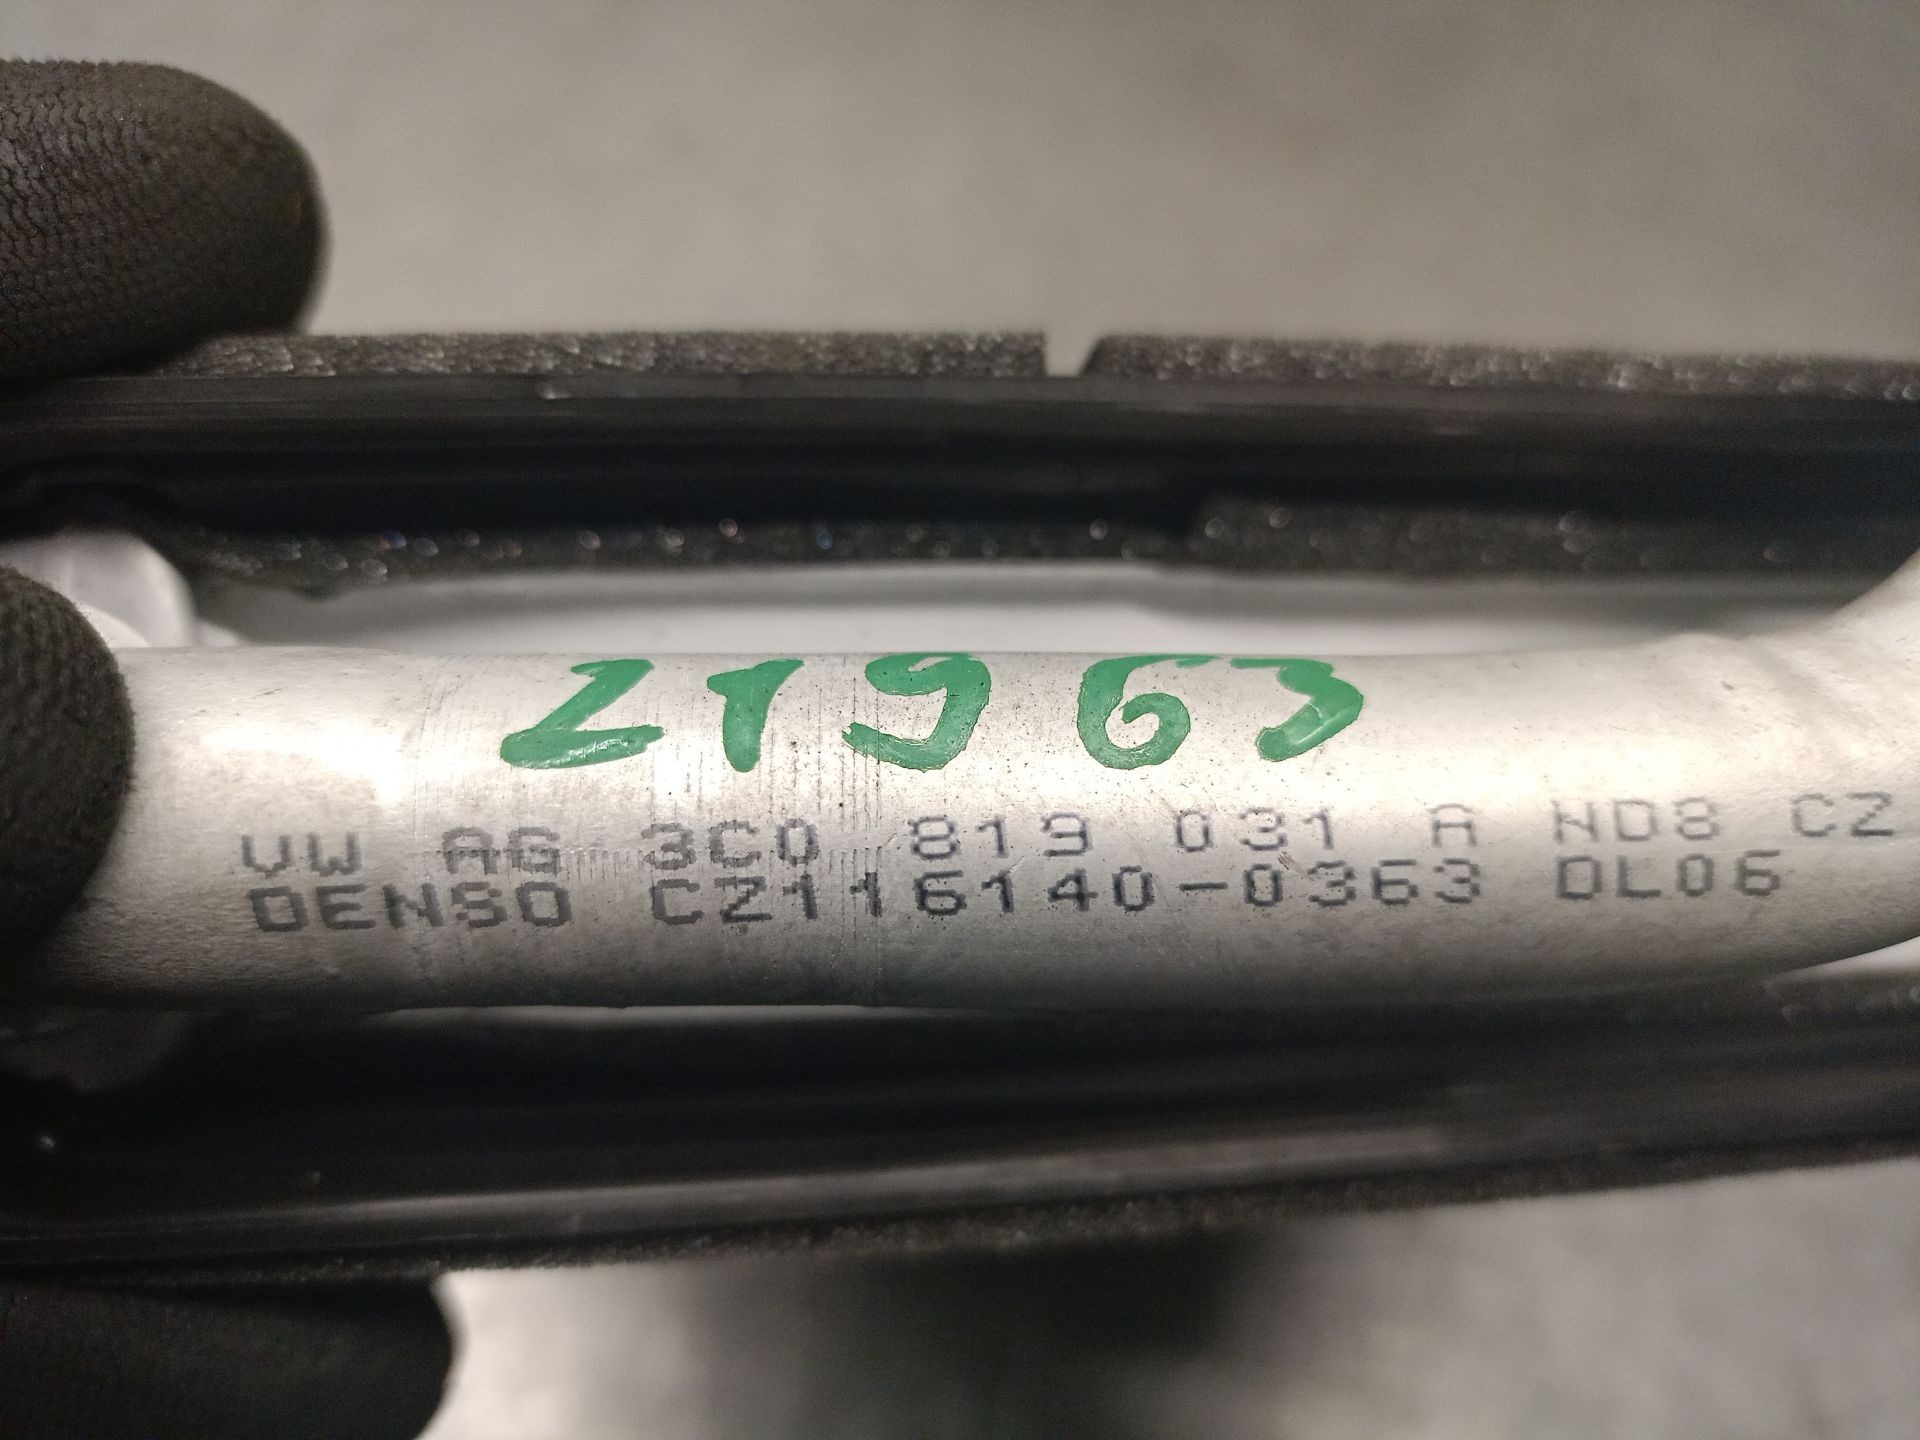 21963
VW AG 3C0 819 031 A ND8 CZ
DENSO CZ116140-0363 DL06